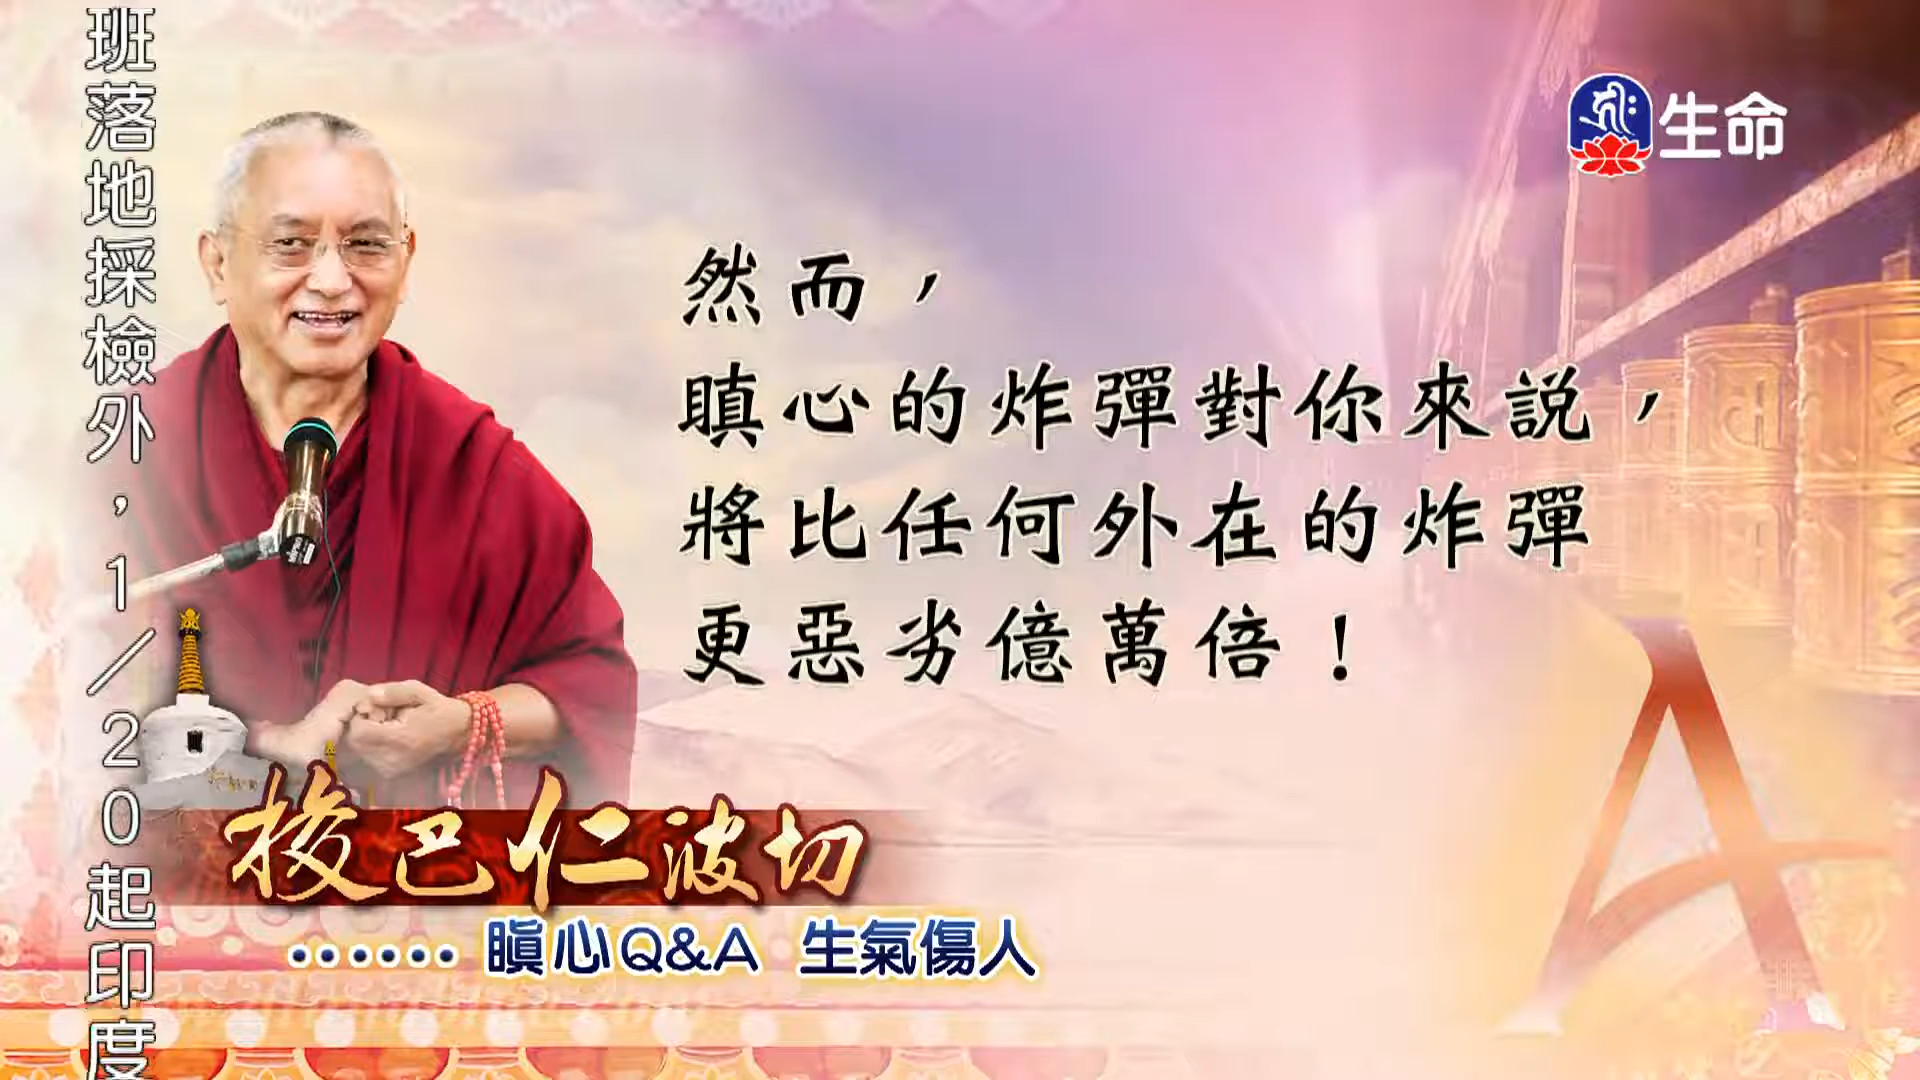 班落地採檢外，1／20起印度
生命
然而，
瞋心的炸彈對你來説，
將比任何外在的炸彈
更惡劣億萬倍！
梭巴仁波切
……瞋心Q&A 生氣傷人